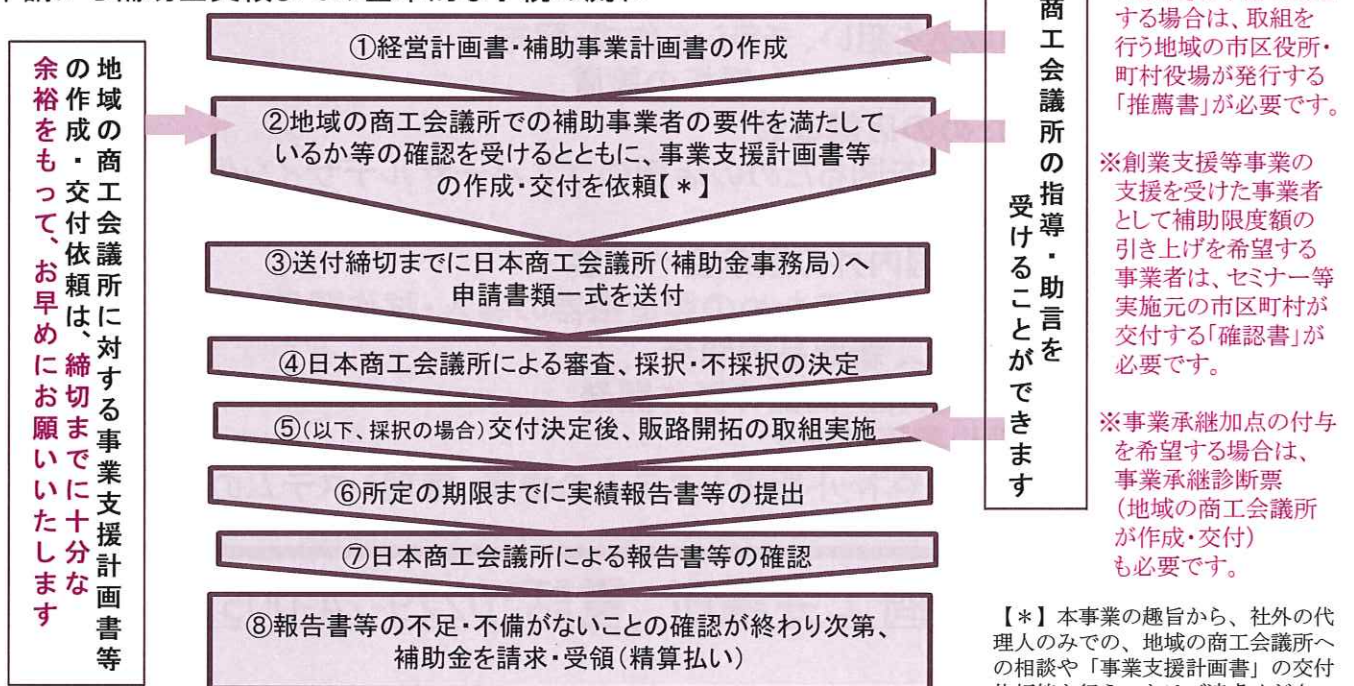 ①経営計画書・補助事業計画書の作成
②地域の商工会議所での補助事業者の要件を満たして
いるか等の確認を受けるとともに、事業支援計画書等
の作成・交付を依頼【＊】
③送付締切までに日本商工会議所（補助金事務局）へ
申請書類一式を送付
④日本商工会議所による審査、採択・不採択の決定
⑤（以下、採択の場合）交付決定後、販路開拓の取組実施
⑥所定の期限までに実績報告書等の提出
⑦日本商工会議所による報告書等の確認
⑧報告書等の不足・不備がないことの確認が終わり次第、
補助金を請求・受領（精算払い）
地域の商工会議所に対する事業支援計画書等
の作成・交付依頼は、締切までに十分な
余裕をもって、お早めにお願いいたします
商工会議所の指導・助言を
受けることができます
する場合は、取組を
行う地域の市区役所・
町村役場が発行する
「推薦書」が必要です。
※創業支援等事業の
支援を受けた事業者
として補助限度額の
引き上げを希望する
事業者は、セミナー等
実施元の市区町村が
交付する「確認書」が
必要です。
※事業承継加点の付与
を希望する場合は、
事業承継診断票
（地域の商工会議所
が作成・交付）
も必要です。
【＊】本事業の趣旨から、社外の代
理人のみでの、地域の商工会議所へ
の相談や「事業支援計画書」の交付